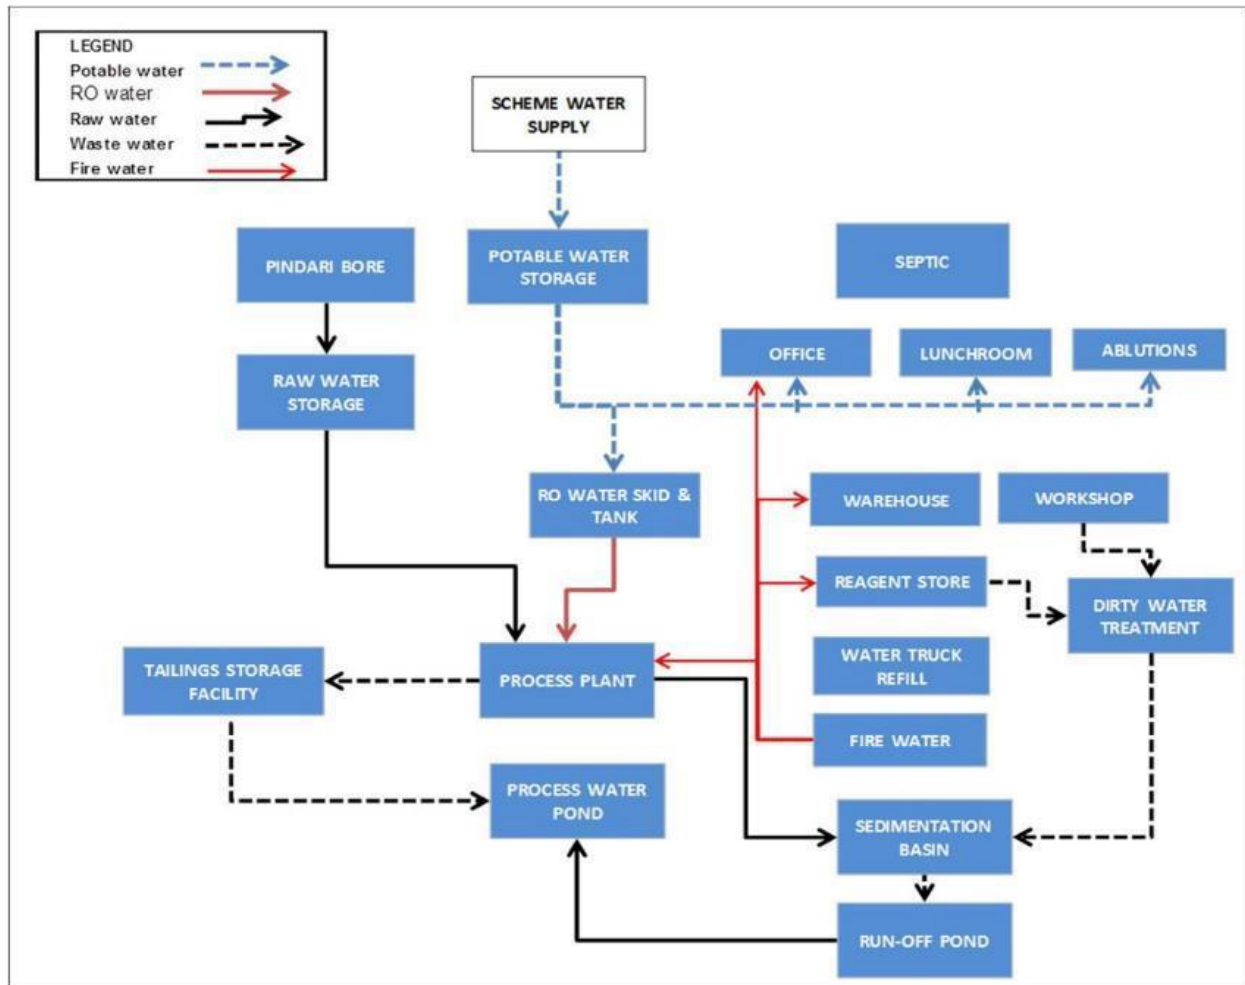 LEGEND
Potable water
RO water
Raw water
Waste water
Fire water
SCHEME WATER
SUPPLY
PINDARI BORE
POTABLE WATER
STORAGE
SEPTIC
RAW WATER
STORAGE
OFFICE
LUNCHROOM
ABLUTIONS
RO WATER SKID &
TANK
WAREHOUSE
WORKSHOP
REAGENT STORE
DIRTY WATER
TREATMENT
TAILINGS STORAGE
FACILITY
PROCESS PLANT
WATER TRUCK
REFILL
FIRE WATER
PROCESS WATER
POND
SEDIMENTATION
BASIN
RUN-OFF POND